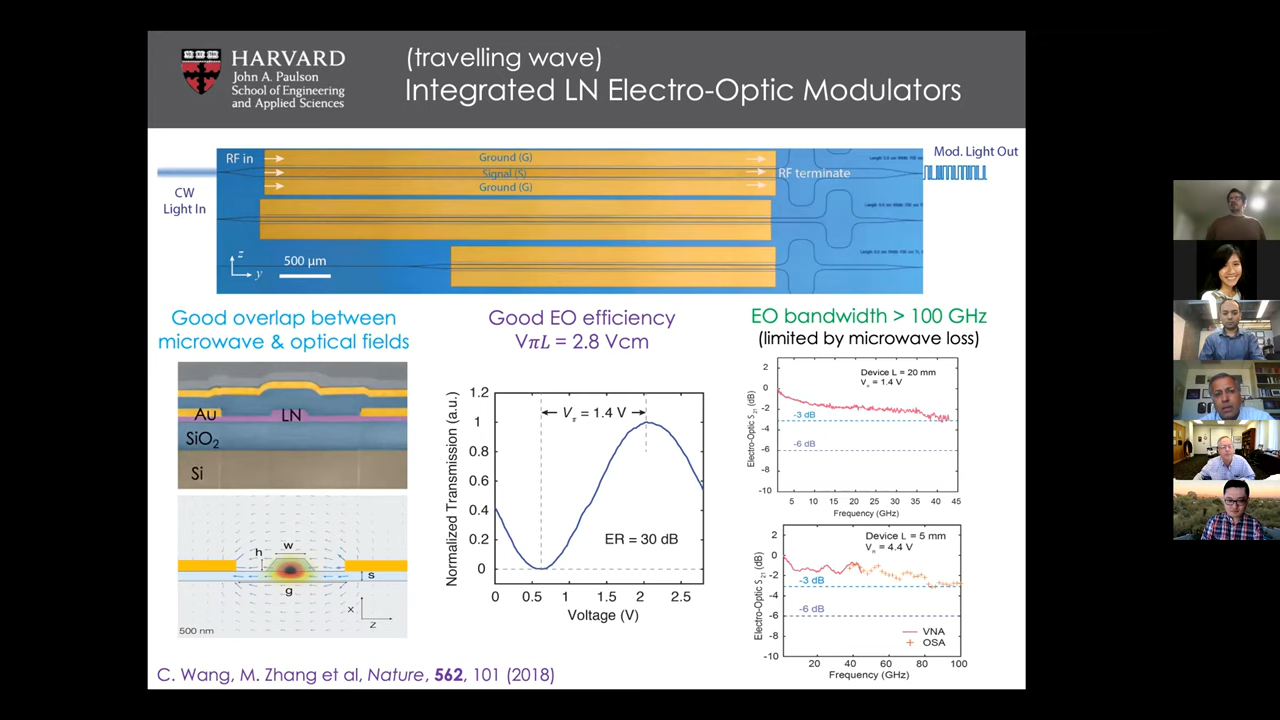 HARVARD
John A. Paulson
School of Engineering
and Applied Sciences
(travelling wave)
Integrated LN Electro-Optic Modulators
RF in
Ground (G)
Signal (S)
Ground (G)
RF terminate
Mod. Light Out
CW
Light In
z
y
500 μm
Good overlap between
microwave & optical fields
Au
LN
SiO₂
Si
h
w
s
g
x
z
500 nm
Good EO efficiency
VπL = 2.8 Vcm
Normalized Transmission (a.u.)
1.2
1
0.8
0.6
0.4
0.2
0
Vπ = 1.4 V
ER = 30 dB
0 0.5 1 1.5 2 2.5
Voltage (V)
EO bandwidth > 100 GHz
(limited by microwave loss)
Electro-Optic S₂₁ (dB)
2
0
-2
-4
-6
-8
-10
Device L = 20 mm
Vπ = 1.4 V
-3 dB
-6 dB
5 10 15 20 25 30 35 40 45
Frequency (GHz)
Electro-Optic S₂₁ (dB)
2
0
-2
-4
-6
-8
-10
Device L = 5 mm
Vπ = 4.4 V
-3 dB
-6 dB
VNA
OSA
20 40 60 80 100
Frequency (GHz)
C. Wang, M. Zhang et al, Nature, 562, 101 (2018)